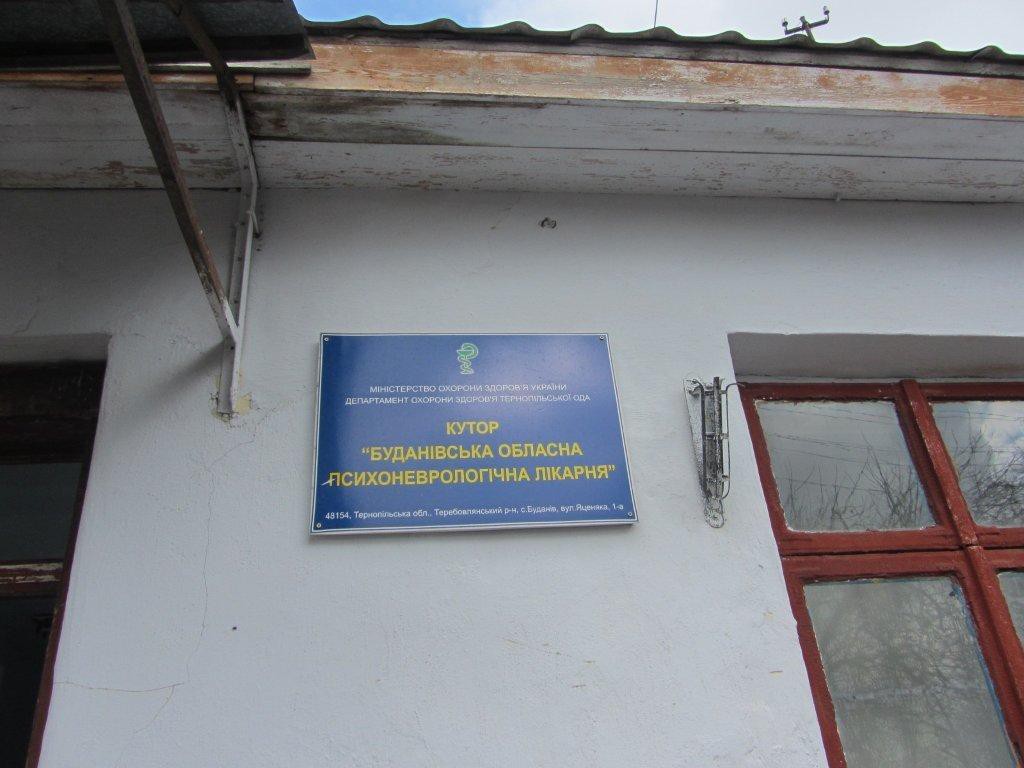 МІНІСТЕРСТВО ОХОРОНИ ЗДОРОВ'Я УКРАЇНИ
ДЕПАРТАМЕНТ ОХОРОНИ ЗДОРОВ'Я ТЕРНОПІЛЬСЬКОЇ ОДА
КУТОР
“БУДАНІВСЬКА ОБЛАСНА
ПСИХОНЕВРОЛОГІЧНА ЛІКАРНЯ”
48154, Тернопільська обл., Теребовлянський р-н, с.Буданів, вул.Яценяка, 1-а